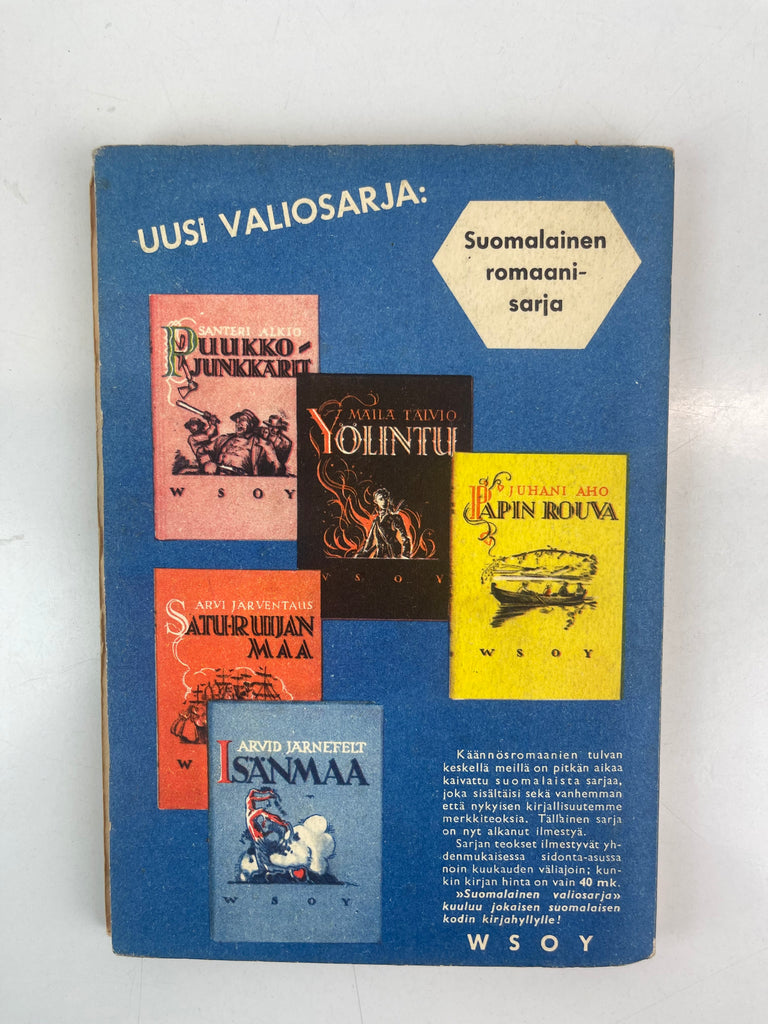 UUSI VALIOSARJA:
Suomalainen
romaani-
sarja
SANTERI ALKIO
PUUKKO-
JUNKKARIT
WSOY
MAILA TALVIO
YÖLINTU
WSOY
JUHANI AHO
PAPIN ROUVA
WSOY
ARVI JÄRVENTAUS
SATU-RUIJAN
MAA
W
ARVID JÄRNEFELT
ISÄNMAA
WSOY
Käännösromaanien tulvan
keskellä meillä on pitkän aikaa
kaivattu suomalaista sarjaa,
joka sisältäisi sekä vanhemman
että nykyisen kirjallisuutemme
merkkiteoksia. Tällainen sarja
on nyt alkanut ilmestyä.
Sarjan teokset ilmestyvät yh-
denmukaisessa sidonta-asussa
noin kuukauden väliajoin; kun-
kin kirjan hinta on vain 40 mk.
»Suomalainen valiosarja»
kuuluu jokaisen suomalaisen
kodin kirjahyllylle!
WSOY